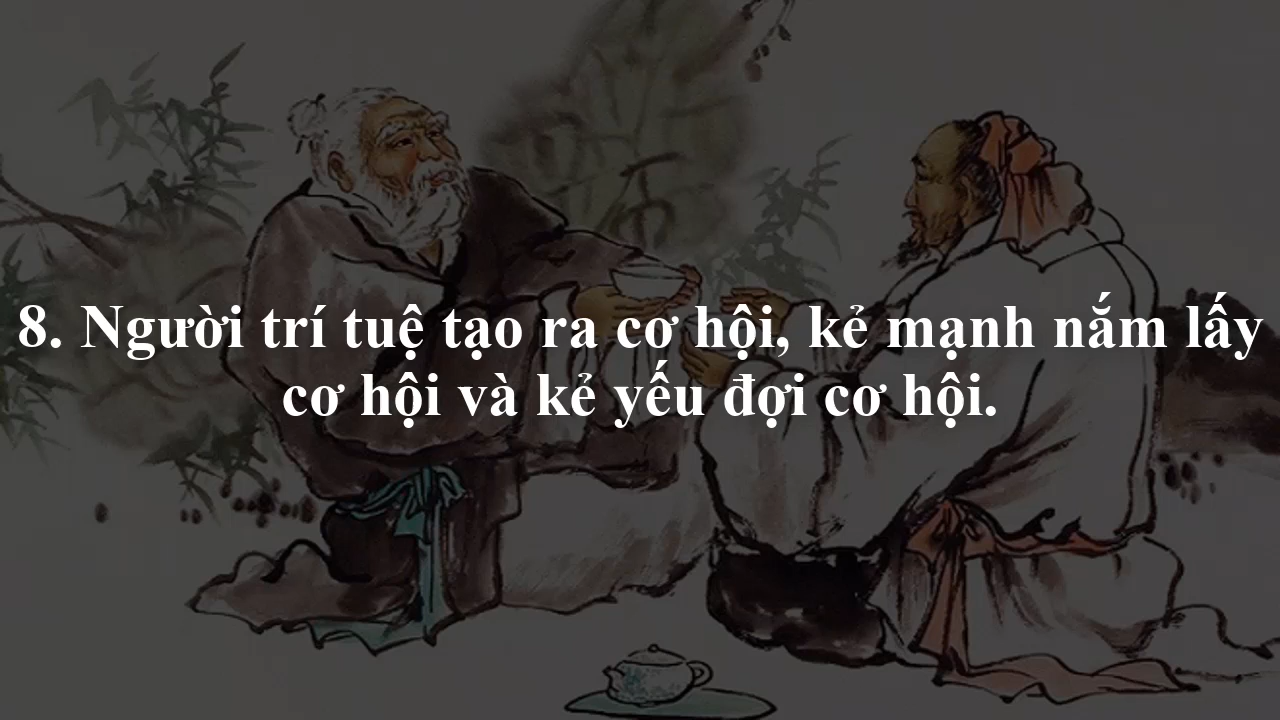 8. Người trí tuệ tạo ra cơ hội, kẻ mạnh nắm lấy
cơ hội và kẻ yếu đợi cơ hội.